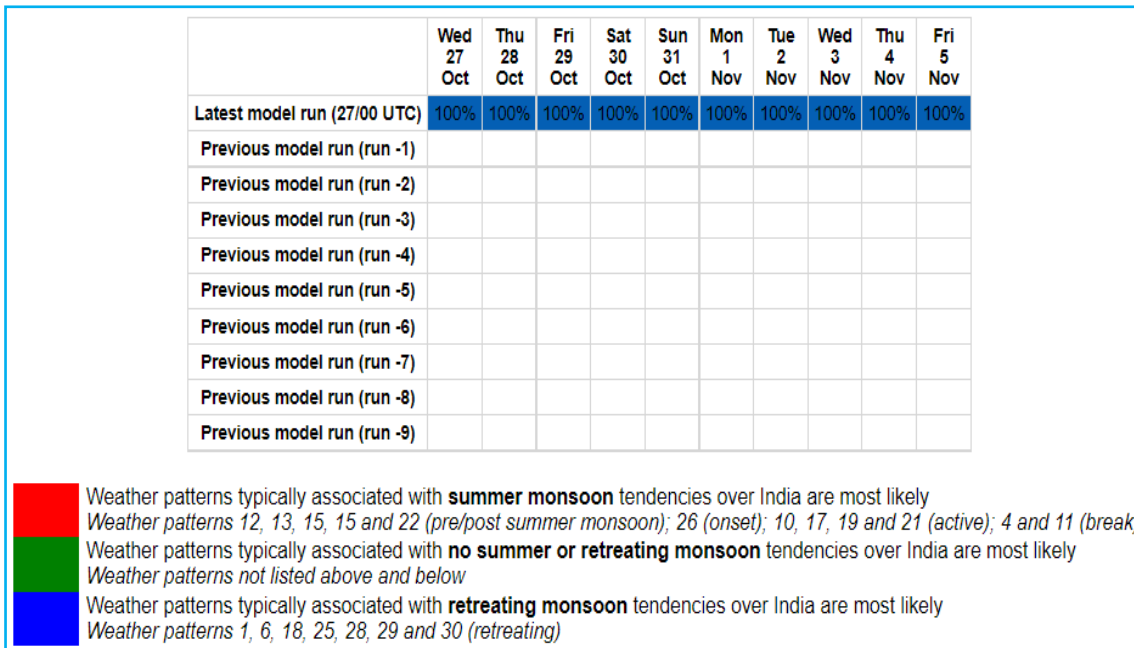 Wed 27 Oct Thu 28 Oct Fri 29 Oct Sat 30 Oct Sun 31 Oct Mon 1 Nov Tue 2 Nov Wed 3 Nov Thu 4 Nov Fri 5 Nov
Latest model run (27/00 UTC) 100% 100% 100% 100% 100% 100% 100% 100% 100% 100%
Previous model run (run -1)
Previous model run (run -2)
Previous model run (run -3)
Previous model run (run -4)
Previous model run (run -5)
Previous model run (run -6)
Previous model run (run -7)
Previous model run (run -8)
Previous model run (run -9)
Weather patterns typically associated with summer monsoon tendencies over India are most likely
Weather patterns 12, 13, 15, 15 and 22 (pre/post summer monsoon); 26 (onset); 10, 17, 19 and 21 (active); 4 and 11 (break)
Weather patterns typically associated with no summer or retreating monsoon tendencies over India are most likely
Weather patterns not listed above and below
Weather patterns typically associated with retreating monsoon tendencies over India are most likely
Weather patterns 1, 6, 18, 25, 28, 29 and 30 (retreating)